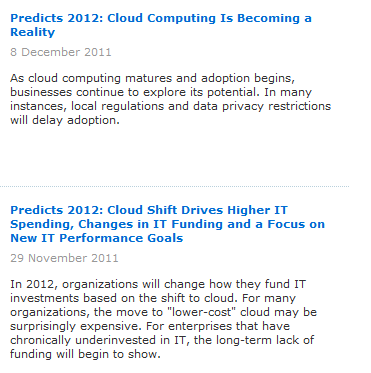 Predicts 2012: Cloud Computing Is Becoming a
Reality
8 December 2011
As cloud computing matures and adoption begins,
businesses continue to explore its potential. In many
instances, local regulations and data privacy restrictions
will delay adoption.
Predicts 2012: Cloud Shift Drives Higher IT
Spending, Changes in IT Funding and a Focus on
New IT Performance Goals
29 November 2011
In 2012, organizations will change how they fund IT
investments based on the shift to cloud. For many
organizations, the move to "lower-cost" cloud may be
surprisingly expensive. For enterprises that have
chronically underinvested in IT, the long-term lack of
funding will begin to show.